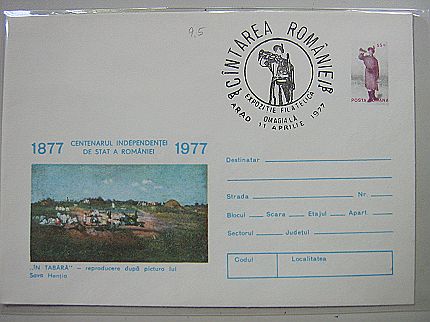 9.5
CÎNTAREA ROMÂNIEI
EXPOZIȚIE FILATELICĂ
OMAGIALĂ
ARAD 11 APRILIE 1977
55
POSTA ROMANA
1877 CENTENARUL INDEPENDENȚEI DE STAT A ROMÂNIEI 1977
„ÎN TABĂRĂ" – reproducere după pictura lui
Sava Henția
Destinatar
Strada Nr.
Blocul Scara Etajul Apart.
Sectorul Județul
Codul Localitatea